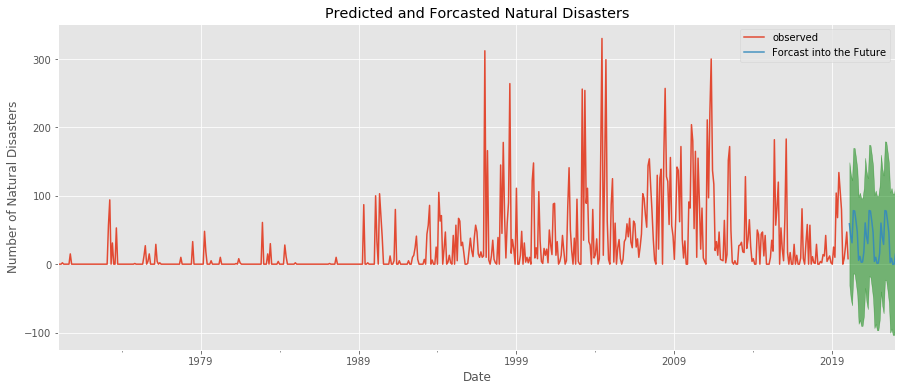 Predicted and Forcasted Natural Disasters
observed
Forcast into the Future
Number of Natural Disasters
300
200
100
0
−100
1979
1989
1999
2009
2019
Date